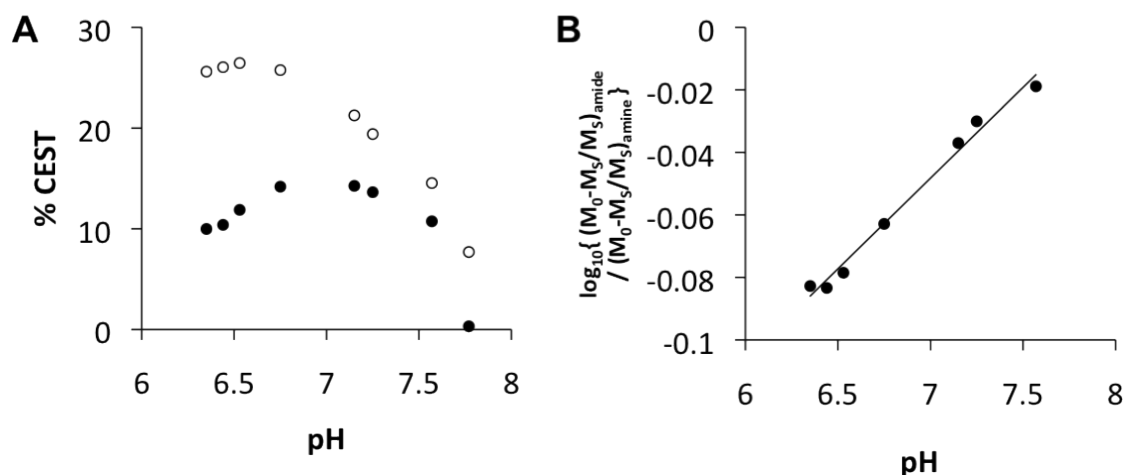 A
30
20
10
0
% CEST
6
6.5
7
7.5
8
pH
B
0
-0.02
-0.04
-0.06
-0.08
-0.1
log10{ (M0-MS/MS)amide
/ (M0-MS/MS)amine }
6
6.5
7
7.5
8
pH